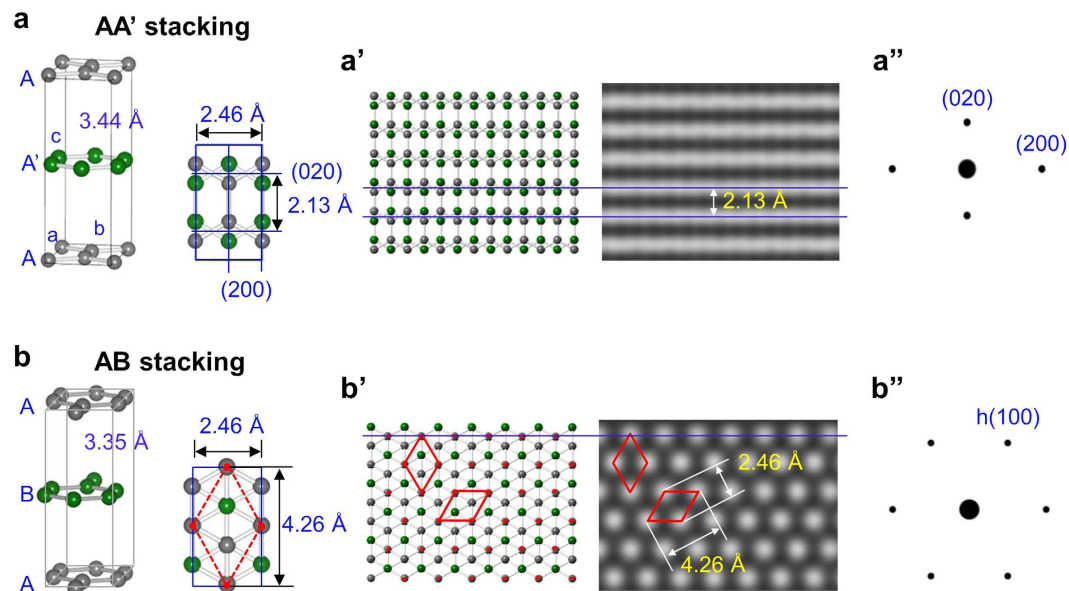 a
AA’ stacking
A
3.44 Å
c
A’
a
b
A
2.46 Å
(020)
2.13 Å
(200)
a’
2.13 Å
a’’
(020)
(200)
b
AB stacking
A
3.35 Å
B
A
2.46 Å
4.26 Å
b’
2.46 Å
4.26 Å
b’’
h(100)